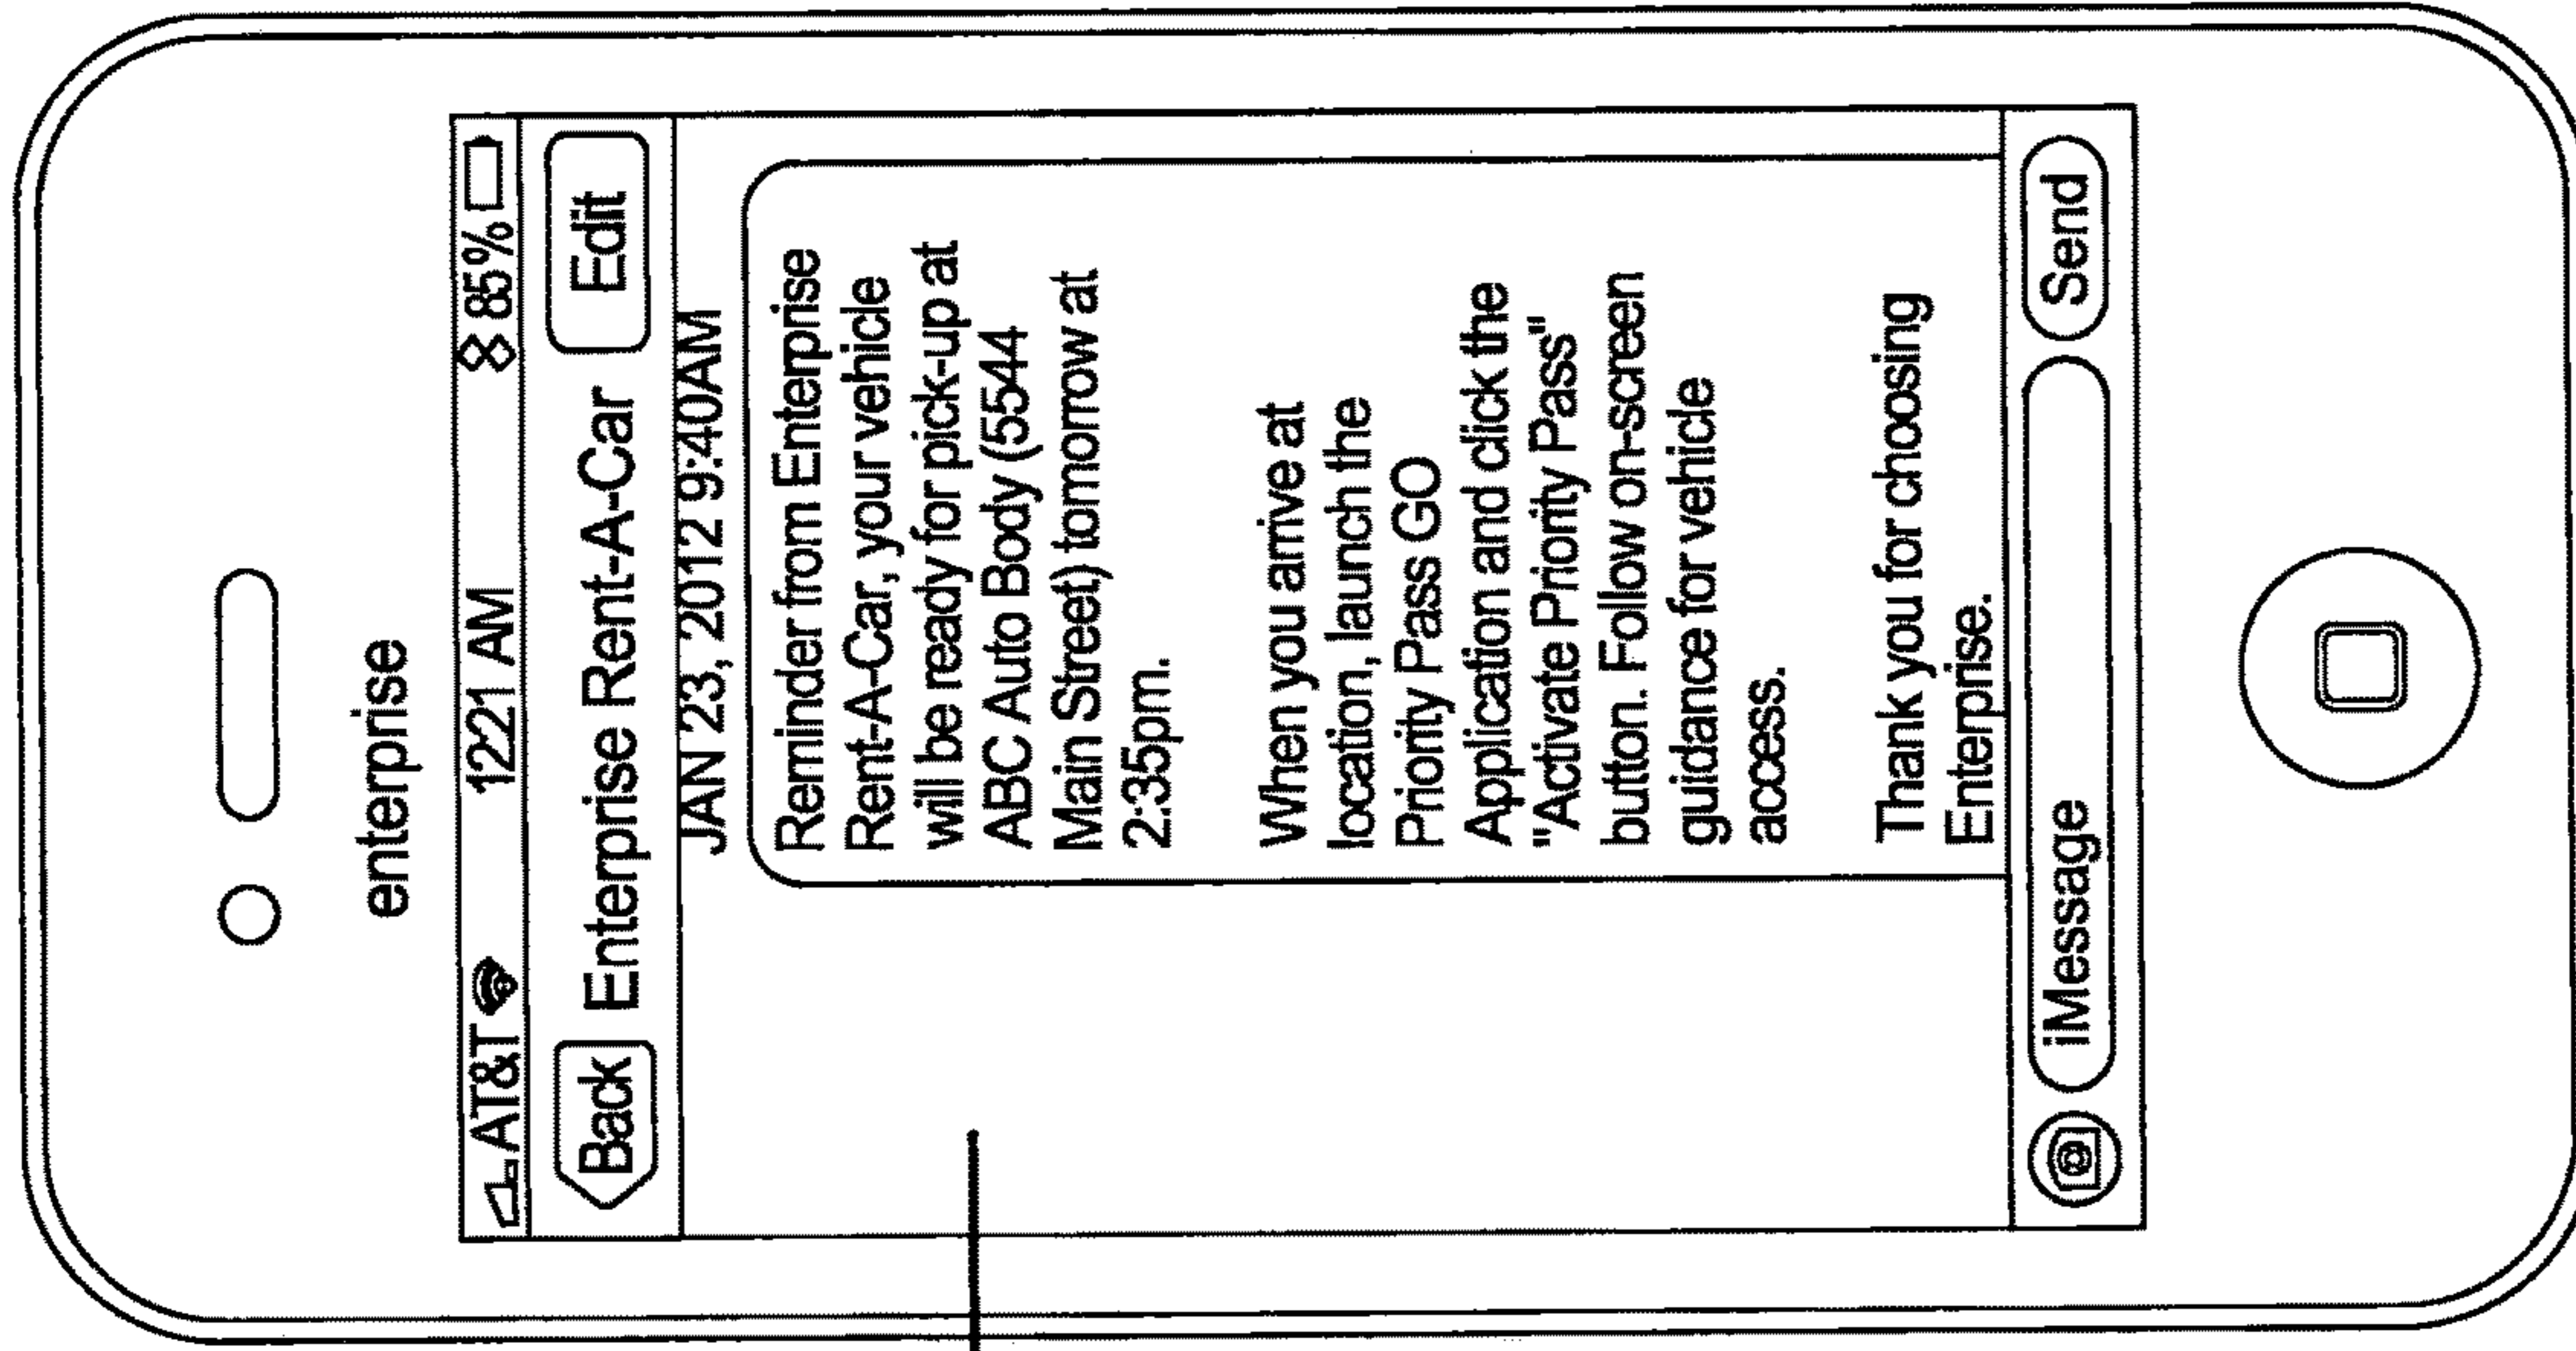 enterprise
AT&T 1221 AM 85%
Back Enterprise Rent-A-Car Edit
JAN 23, 2012 9:40AM
Reminder from Enterprise
Rent-A-Car, your vehicle
will be ready for pick-up at
ABC Auto Body (5544
Main Street) tomorrow at
2:35pm.
When you arrive at
location, launch the
Priority Pass GO
Application and click the
"Activate Priority Pass"
button. Follow on-screen
guidance for vehicle
access.
Thank you for choosing
Enterprise.
iMessage Send